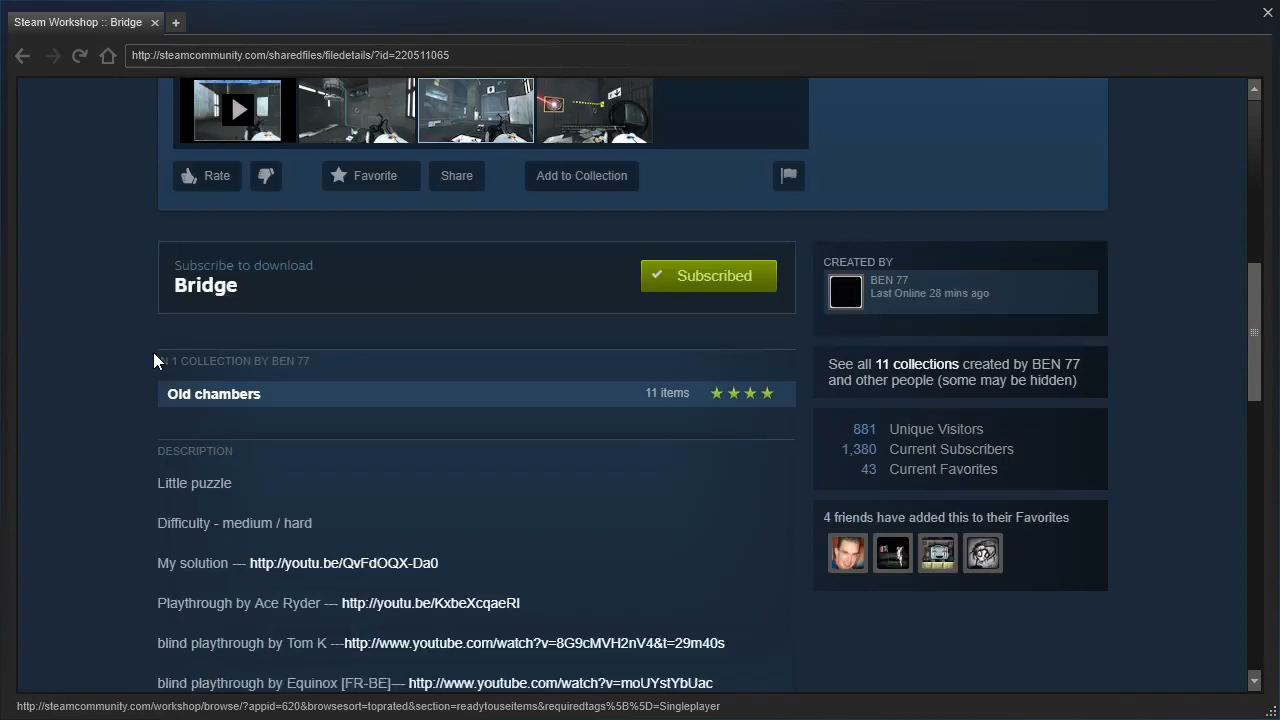 Steam Workshop :: Bridge
http://steamcommunity.com/sharedfiles/filedetails/?id=220511065
Rate
Favorite
Share
Add to Collection
Subscribe to download
Bridge
Subscribed
CREATED BY
BEN 77
Last Online 28 mins ago
1 COLLECTION BY BEN 77
Old chambers
11 items
See all 11 collections created by BEN 77
and other people (some may be hidden)
881 Unique Visitors
1,380 Current Subscribers
43 Current Favorites
4 friends have added this to their Favorites
DESCRIPTION
Little puzzle
Difficulty - medium / hard
My solution --- http://youtu.be/QvFdOQX-Da0
Playthrough by Ace Ryder --- http://youtu.be/KxbeXcqaeRI
blind playthrough by Tom K ---http://www.youtube.com/watch?v=8G9cMVH2nV4&t=29m40s
blind playthrough by Equinox [FR-BE]--- http://www.youtube.com/watch?v=moUYstYbUac
http://steamcommunity.com/workshop/browse/?appid=620&browsesort=toprated&section=readytouseitems&requiredtags%5B%5D=Singleplayer